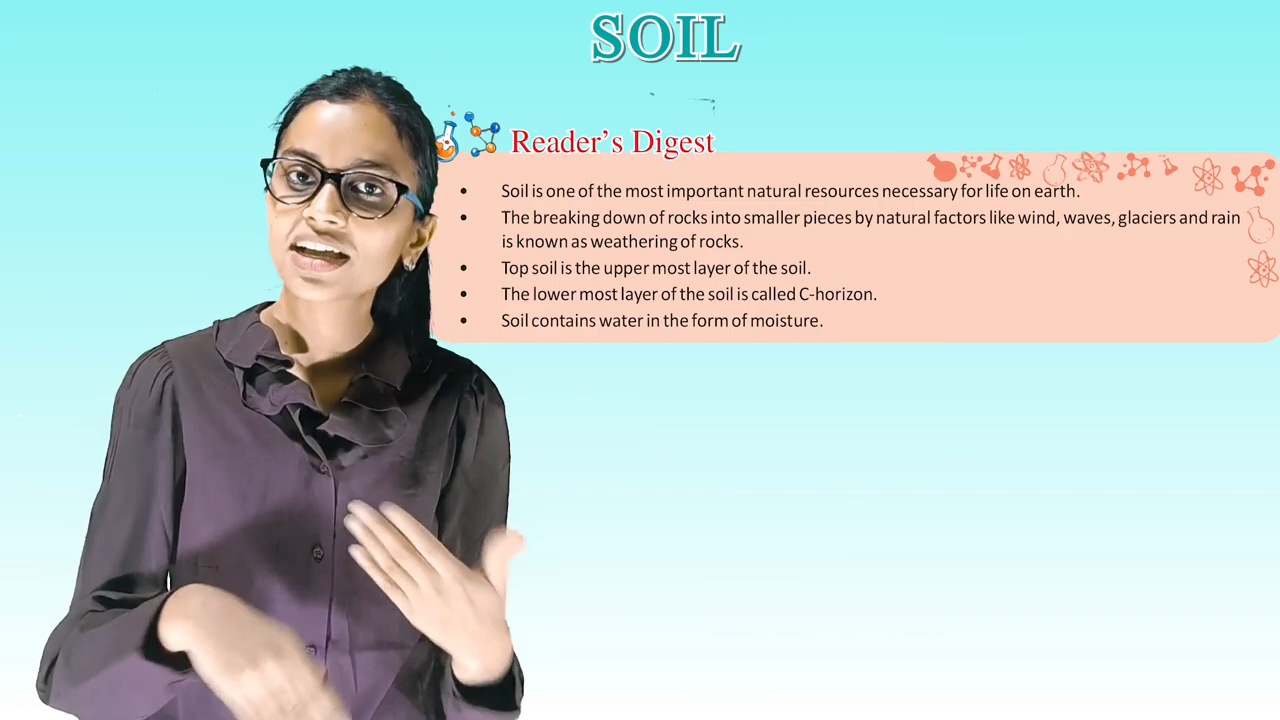 SOIL
Reader’s Digest
• Soil is one of the most important natural resources necessary for life on earth.
• The breaking down of rocks into smaller pieces by natural factors like wind, waves, glaciers and rain
is known as weathering of rocks.
• Top soil is the upper most layer of the soil.
• The lower most layer of the soil is called C-horizon.
• Soil contains water in the form of moisture.